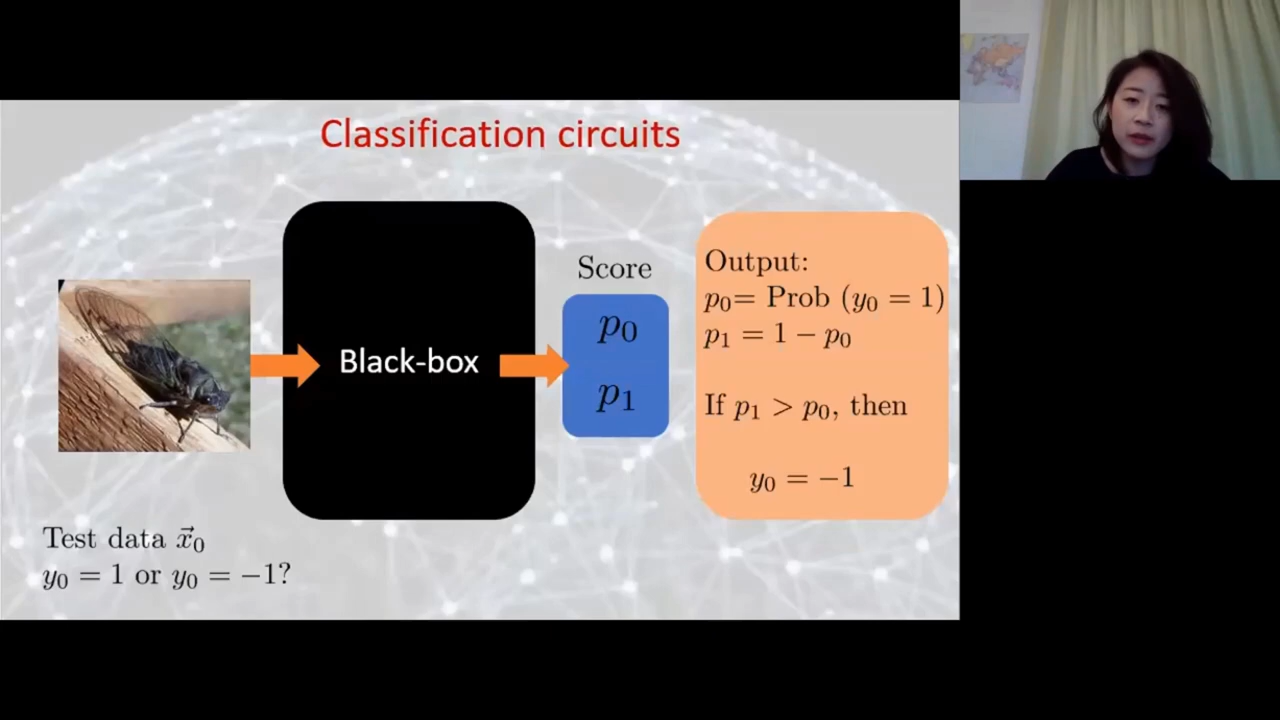 Classification circuits
Black-box
Score
p₀
p₁
Output:
p₀= Prob (y₀ = 1)
p₁ = 1 − p₀
If p₁ > p₀, then
y₀ = −1
Test data x⃗₀
y₀ = 1 or y₀ = −1?